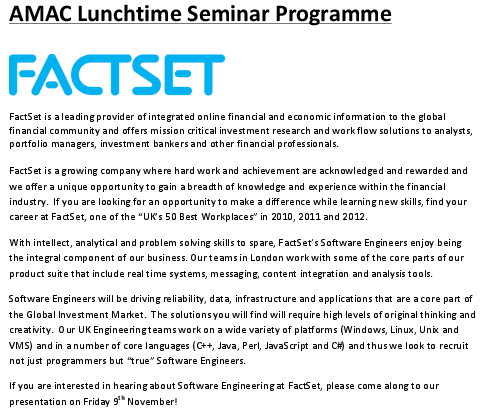 AMAC Lunchtime Seminar Programme
FACTSET
FactSet is a leading provider of integrated online financial and economic information to the global
financial community and offers mission critical investment research and work flow solutions to analysts,
portfolio managers, investment bankers and other financial professionals.
FactSet is a growing company where hard work and achievement are acknowledged and rewarded and
we offer a unique opportunity to gain a breadth of knowledge and experience within the financial
industry. If you are looking for an opportunity to make a difference while learning new skills, find your
career at FactSet, one of the “UK's 50 Best Workplaces” in 2010, 2011 and 2012.
With intellect, analytical and problem solving skills to spare, FactSet’s Software Engineers enjoy being
the integral component of our business. Our teams in London work with some of the core parts of our
product suite that include real time systems, messaging, content integration and analysis tools.
Software Engineers will be driving reliability, data, infrastructure and applications that are a core part of
the Global Investment Market. The solutions you will find will require high levels of original thinking and
creativity. Our UK Engineering teams work on a wide variety of platforms (Windows, Linux, Unix and
VMS) and in a number of core languages (C++, Java, Perl, JavaScript and C#) and thus we look to recruit
not just programmers but “true” Software Engineers.
If you are interested in hearing about Software Engineering at FactSet, please come along to our
presentation on Friday 9th November!